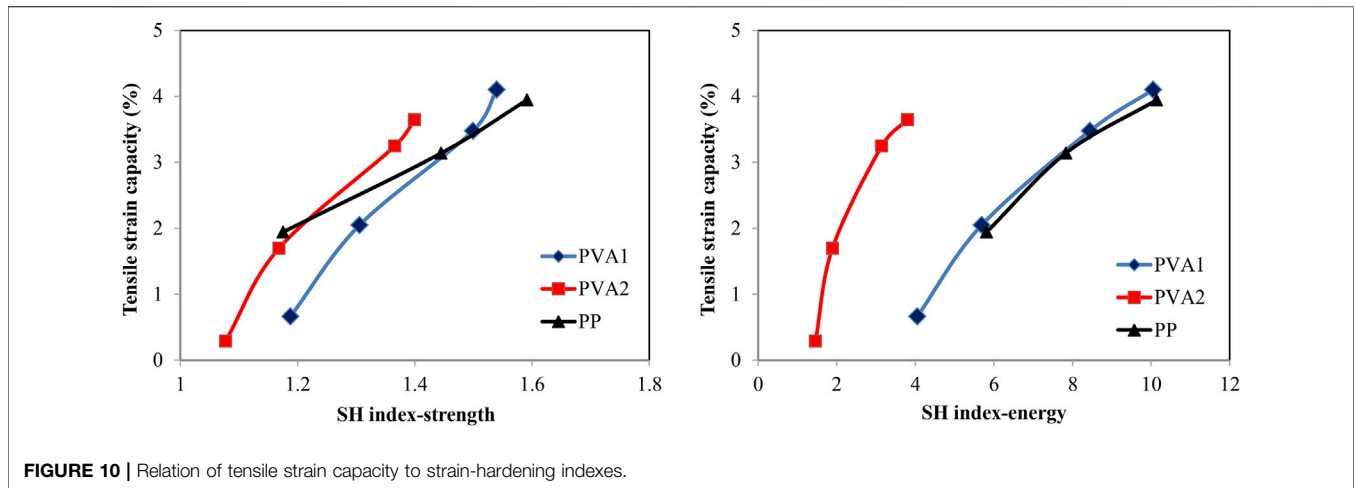 5
4
3
2
1
0
Tensile strain capacity (%)
PVA1
PVA2
PP
1
1.2
1.4
1.6
1.8
SH index-strength
5
4
3
2
1
0
Tensile strain capacity (%)
PVA1
PVA2
PP
0
2
4
6
8
10
12
SH index-energy
FIGURE 10 | Relation of tensile strain capacity to strain-hardening indexes.